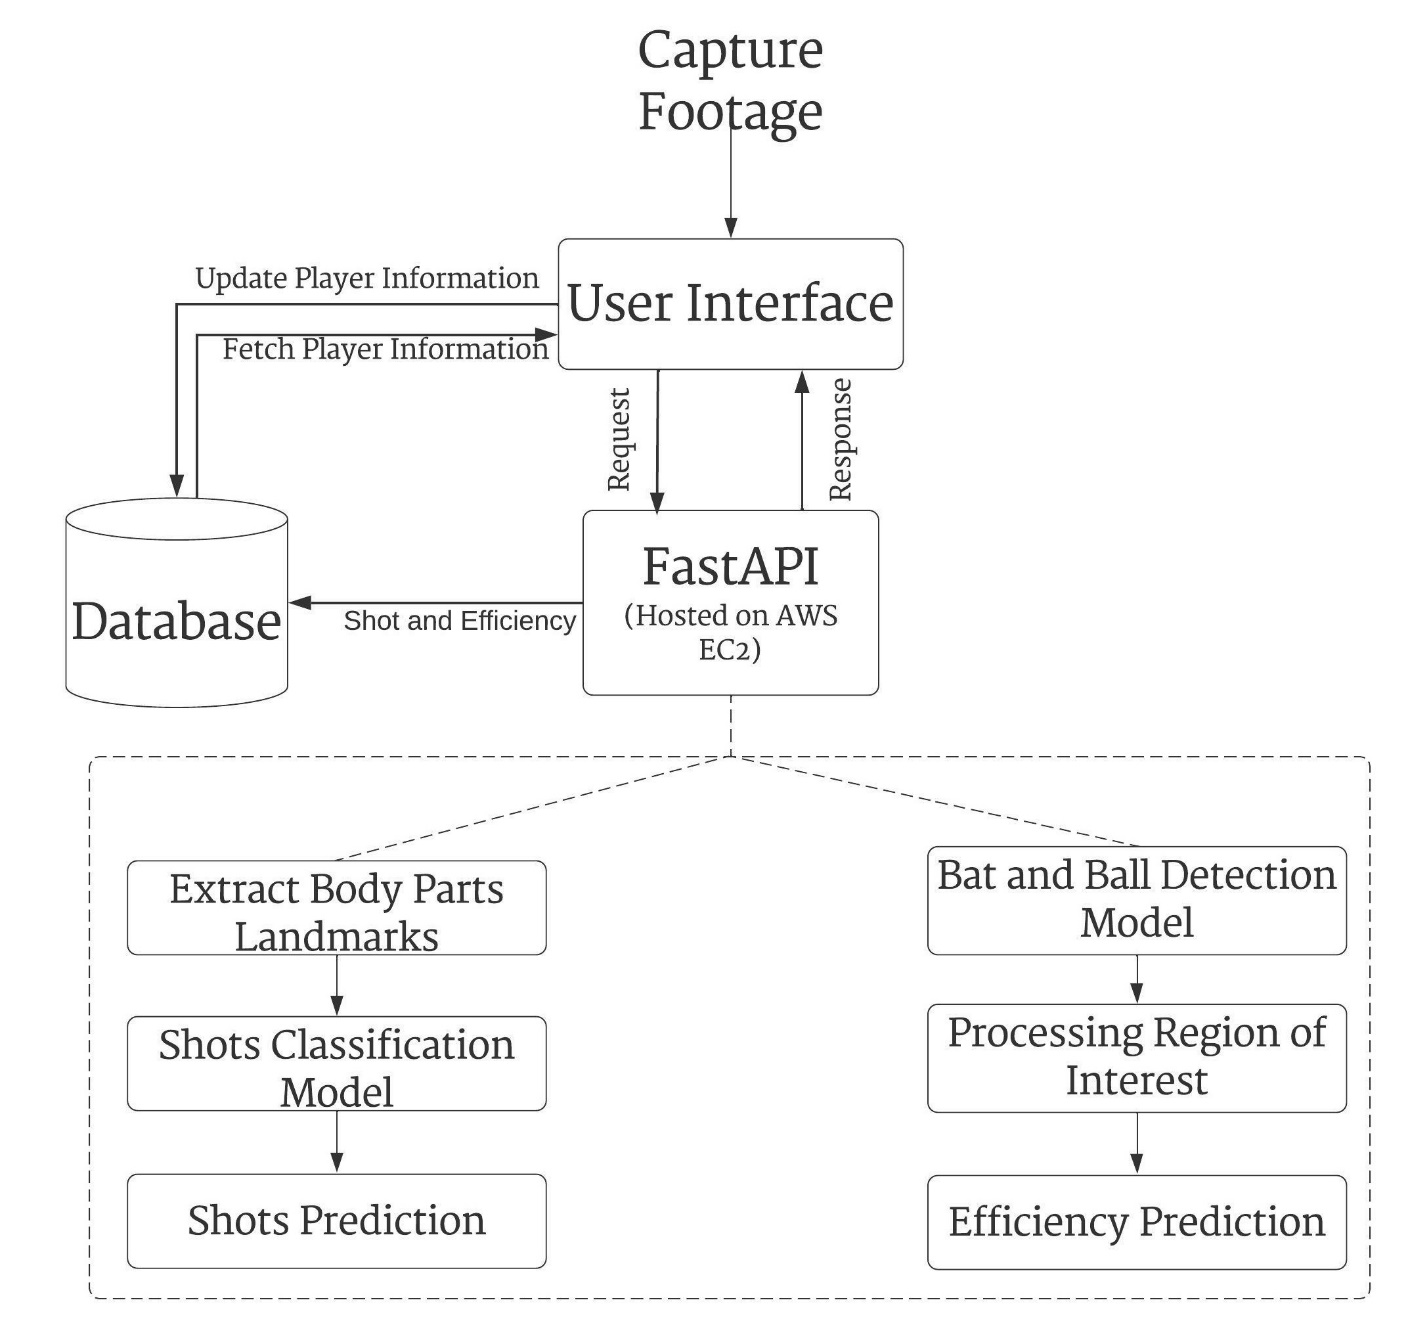 Capture
Footage
User Interface
Update Player Information
Fetch Player Information
Request
Response
FastAPI
(Hosted on AWS
EC2)
Database
Shot and Efficiency
Extract Body Parts
Landmarks
Shots Classification
Model
Shots Prediction
Bat and Ball Detection
Model
Processing Region of
Interest
Efficiency Prediction